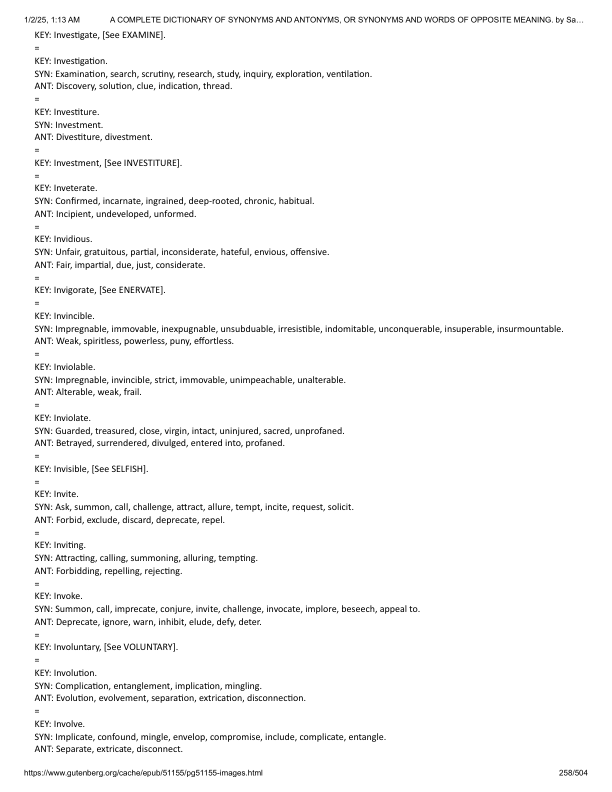 1/2/25, 1:13 AM A COMPLETE DICTIONARY OF SYNONYMS AND ANTONYMS, OR SYNONYMS AND WORDS OF OPPOSITE MEANING. by Sa…
KEY: Investigate, [See EXAMINE].
=
KEY: Investigation.
SYN: Examination, search, scrutiny, research, study, inquiry, exploration, ventilation.
ANT: Discovery, solution, clue, indication, thread.
=
KEY: Investiture.
SYN: Investment.
ANT: Divestiture, divestment.
=
KEY: Investment, [See INVESTITURE].
=
KEY: Inveterate.
SYN: Confirmed, incarnate, ingrained, deep-rooted, chronic, habitual.
ANT: Incipient, undeveloped, unformed.
=
KEY: Invidious.
SYN: Unfair, gratuitous, partial, inconsiderate, hateful, envious, offensive.
ANT: Fair, impartial, due, just, considerate.
=
KEY: Invigorate, [See ENERVATE].
=
KEY: Invincible.
SYN: Impregnable, immovable, inexpugnable, unsubduable, irresistible, indomitable, unconquerable, insuperable, insurmountable.
ANT: Weak, spiritless, powerless, puny, effortless.
=
KEY: Inviolable.
SYN: Impregnable, invincible, strict, immovable, unimpeachable, unalterable.
ANT: Alterable, weak, frail.
=
KEY: Inviolate.
SYN: Guarded, treasured, close, virgin, intact, uninjured, sacred, unprofaned.
ANT: Betrayed, surrendered, divulged, entered into, profaned.
=
KEY: Invisible, [See SELFISH].
=
KEY: Invite.
SYN: Ask, summon, call, challenge, attract, allure, tempt, incite, request, solicit.
ANT: Forbid, exclude, discard, deprecate, repel.
=
KEY: Inviting.
SYN: Attracting, calling, summoning, alluring, tempting.
ANT: Forbidding, repelling, rejecting.
=
KEY: Invoke.
SYN: Summon, call, imprecate, conjure, invite, challenge, invocate, implore, beseech, appeal to.
ANT: Deprecate, ignore, warn, inhibit, elude, defy, deter.
=
KEY: Involuntary, [See VOLUNTARY].
=
KEY: Involution.
SYN: Complication, entanglement, implication, mingling.
ANT: Evolution, evolvement, separation, extrication, disconnection.
=
KEY: Involve.
SYN: Implicate, confound, mingle, envelop, compromise, include, complicate, entangle.
ANT: Separate, extricate, disconnect.
https://www.gutenberg.org/cache/epub/51155/pg51155-images.html 258/504